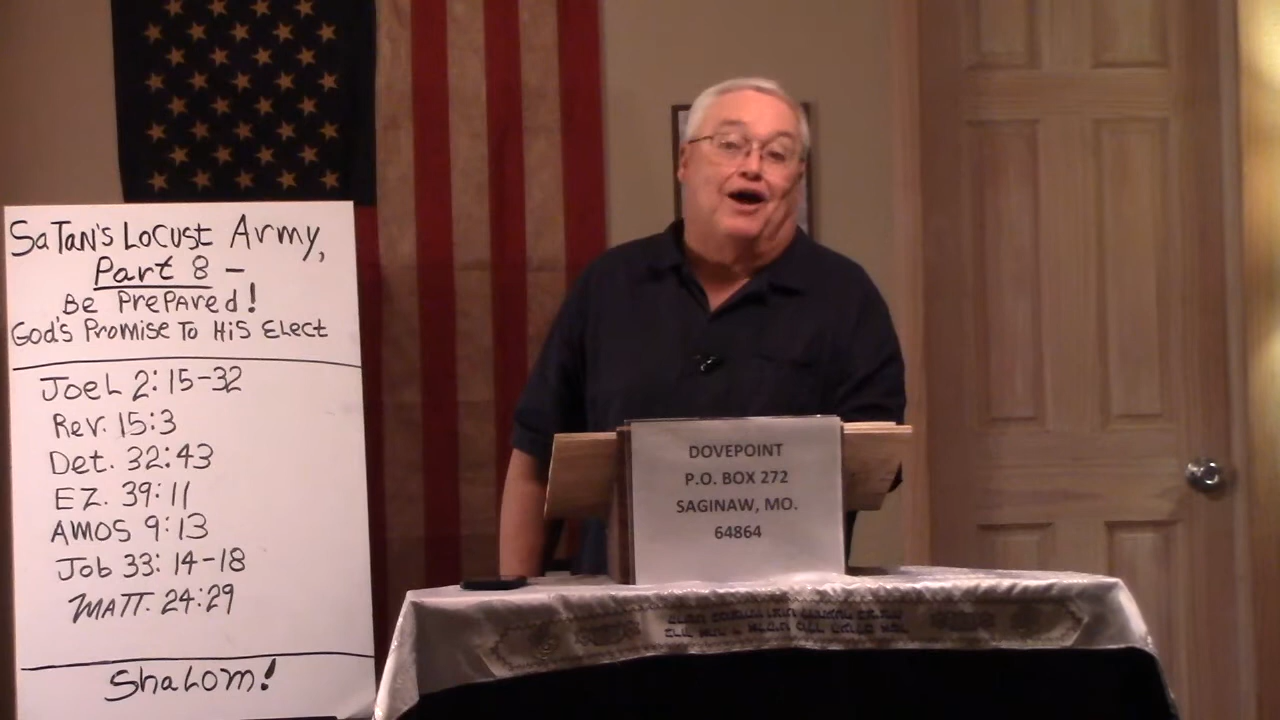 SaTan's Locust Army,
Part 8 –
Be Prepared!
God's Promise To His Elect
Joel 2:15-32
Rev. 15:3
Det. 32:43
EZ. 39:11
AMOS 9:13
Job 33:14-18
MATT. 24:29
Shalom!
DOVEPOINT
P.O. BOX 272
SAGINAW, MO.
64864